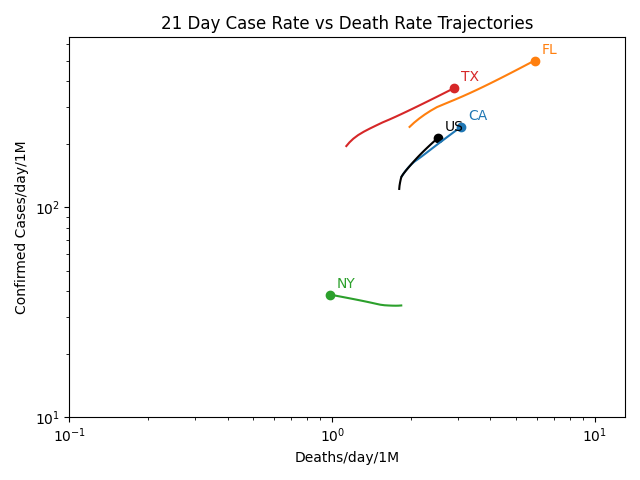 21 Day Case Rate vs Death Rate Trajectories
FL
TX
CA
US
NY
10²
10¹
Confirmed Cases/day/1M
10⁻¹
10⁰
10¹
Deaths/day/1M